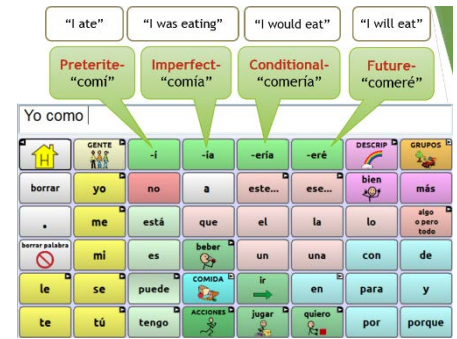 “I ate” “I was eating” “I would eat” “I will eat”
Preterite- Imperfect- Conditional- Future-
“comí” “comía” “comería” “comeré”
Yo como
GENTE -í -ía -ería -eré DESCRIP GRUPOS
borrar yo no a este... ese... bien más
. me está que el la lo algo o pero todo
borrar palabra mi es beber un una con de
le se puede COMIDA ir en para y
te tú tengo ACCIONES jugar quiero por porque